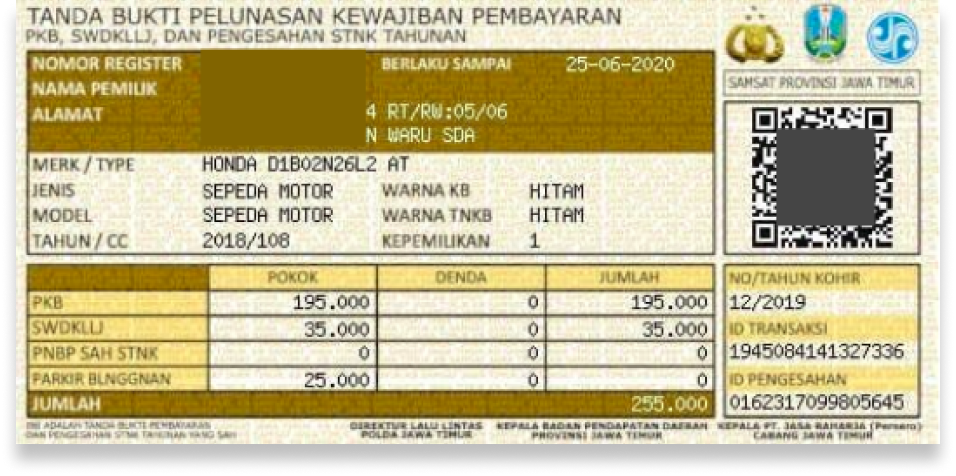 TANDA BUKTI PELUNASAN KEWAJIBAN PEMBAYARAN
PKB, SWDKLLJ, DAN PENGESAHAN STNK TAHUNAN
NOMOR REGISTER BERLAKU SAMPAI 25-06-2020
NAMA PEMILIK
ALAMAT 4 RT/RW:05/06
N WARU SDA
MERK / TYPE HONDA D1B02N26L2 AT
JENIS SEPEDA MOTOR WARNA KB HITAM
MODEL SEPEDA MOTOR WARNA TNKB HITAM
TAHUN / CC 2018/108 KEPEMILIKAN 1
SAMSAT PROVINSI JAWA TIMUR
POKOK DENDA JUMLAH
PKB 195.000 0 195.000
SWDKLLJ 35.000 0 35.000
PNBP SAH STNK 0 0 0
PARKIR BLNGGNAN 25.000 0 0
JUMLAH 255.000
NO/TAHUN KOHIR
12/2019
ID TRANSAKSI
1945084141327336
ID PENGESAHAN
0162317099805645
INI ADALAH TANDA BUKTI PEMBAYARAN
DAN PENGESAHAN STNK TAHUNAN YANG SAH
DIREKTUR LALU LINTAS
POLDA JAWA TIMUR
KEPALA BADAN PENDAPATAN DAERAH
PROVINSI JAWA TIMUR
KEPALA PT. JASA RAHARJA (Persero)
CABANG JAWA TIMUR